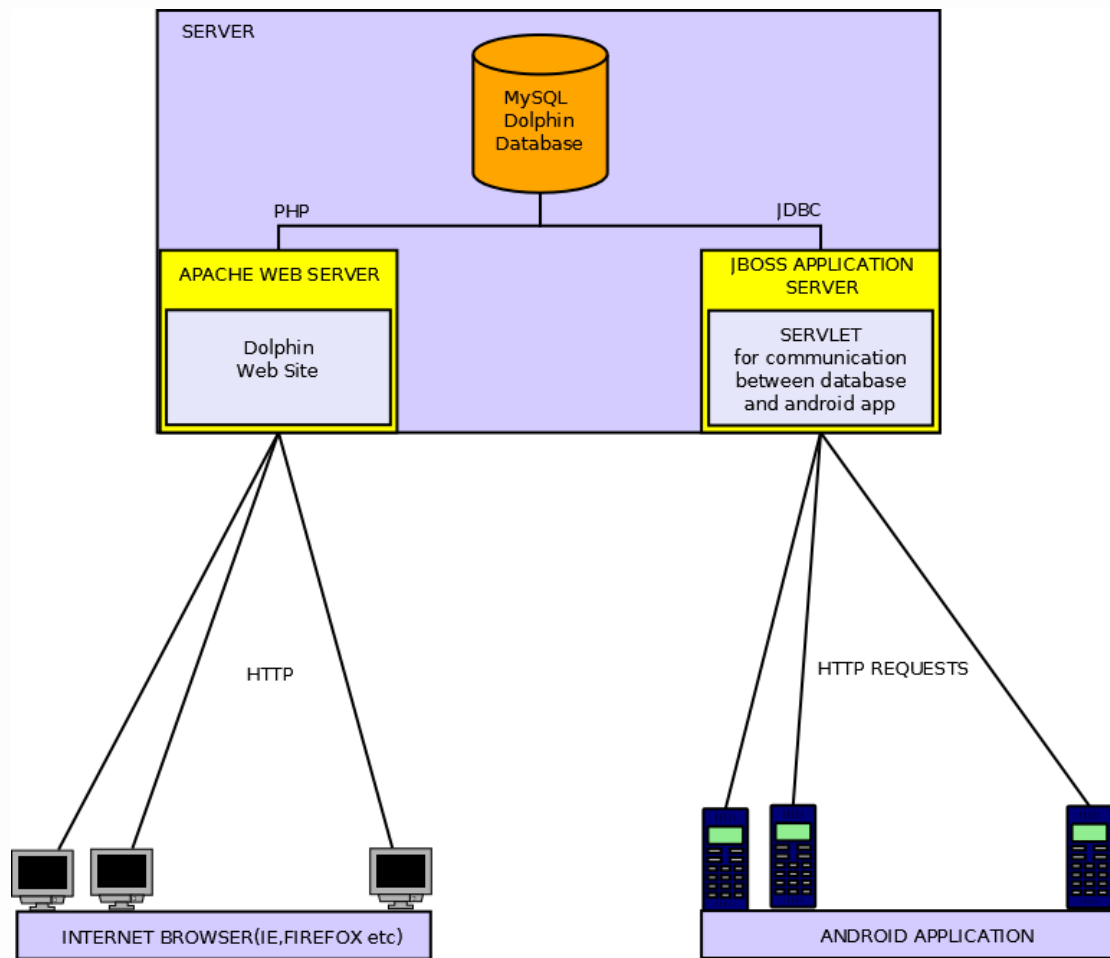 SERVER
MySQL
Dolphin
Database
PHP
JDBC
APACHE WEB SERVER
Dolphin
Web Site
JBOSS APPLICATION
SERVER
SERVLET
for communication
between database
and android app
HTTP
HTTP REQUESTS
INTERNET BROWSER(IE,FIREFOX etc)
ANDROID APPLICATION